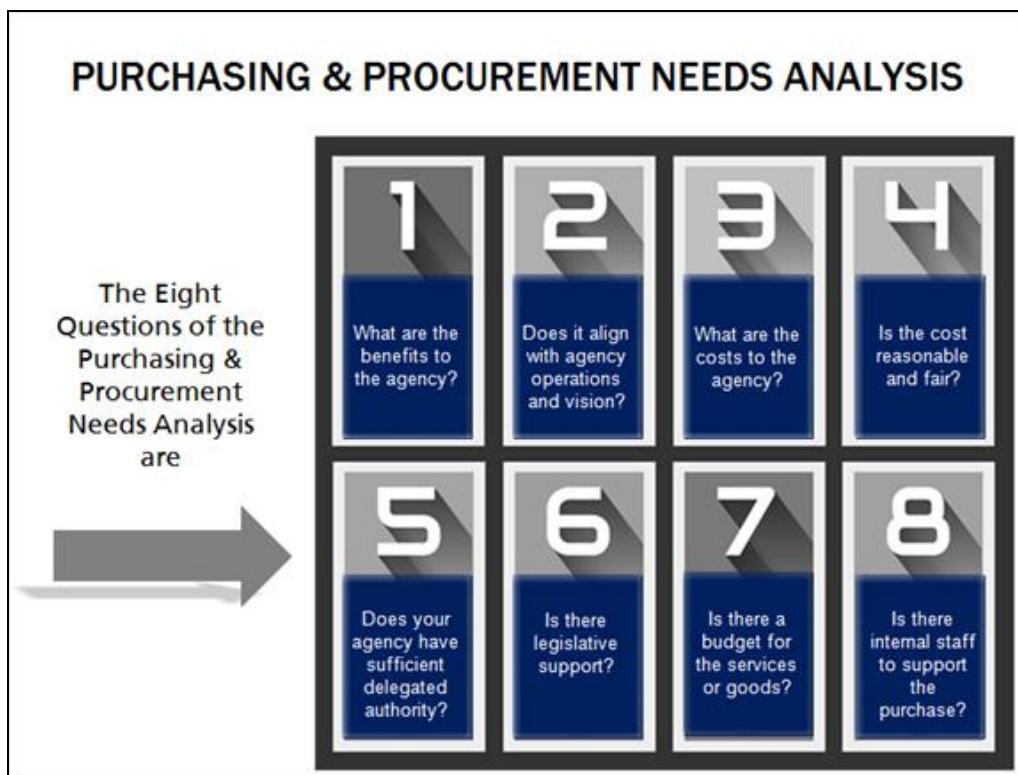 PURCHASING & PROCUREMENT NEEDS ANALYSIS
The Eight
Questions of the
Purchasing &
Procurement
Needs Analysis
are
1
What are the
benefits to
the agency?
2
Does it align
with agency
operations
and vision?
3
What are the
costs to the
agency?
4
Is the cost
reasonable
and fair?
5
Does your
agency have
sufficient
delegated
authority?
6
Is there
legislative
support?
7
Is there a
budget for
the services
or goods?
8
Is there
internal staff
to support
the
purchase?